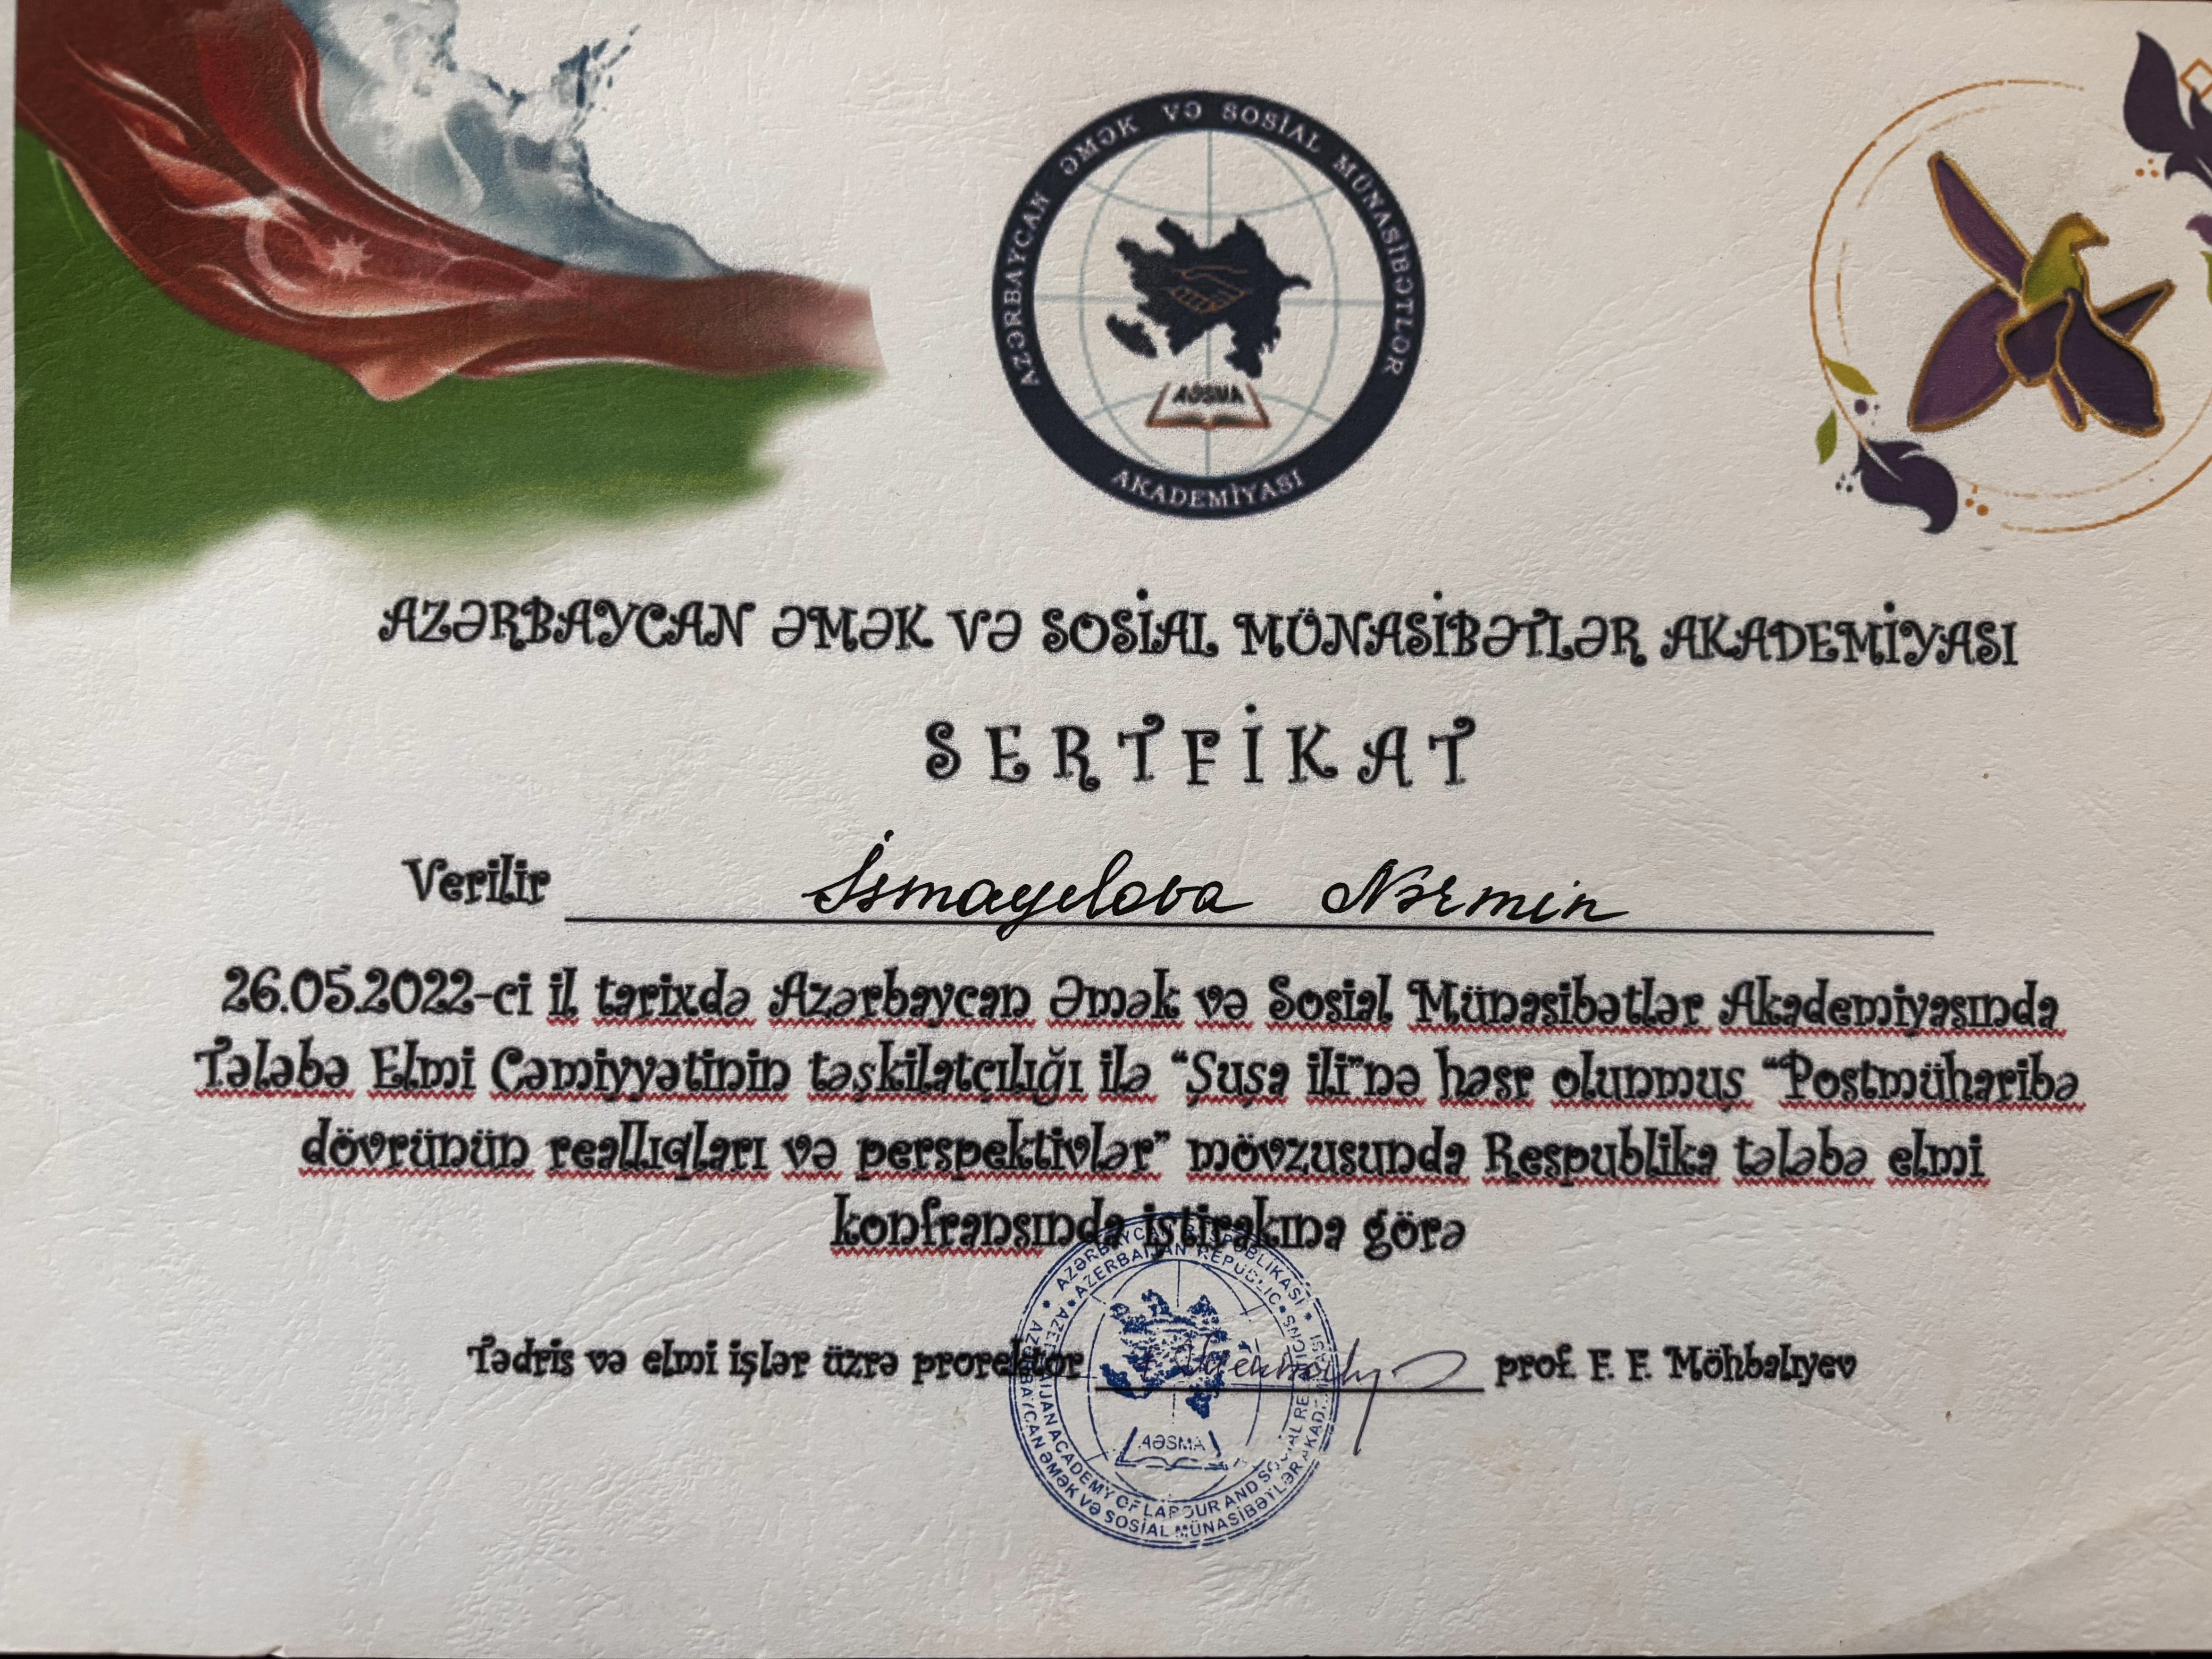 AZƏRBAYCAN ƏMƏK VƏ SOSİAL MÜNASİBƏTLƏR
AƏSMA
AKADEMİYASI
AZƏRBAYCAN ƏMƏK VƏ SOSİAL MÜNASİBƏTLƏR AKADEMİYASI
SERTFİKAT
Verilir İsmayılova Nərmin
26.05.2022-ci il tarixdə Azərbaycan Əmək və Sosial Münasibətlər Akademiyasında
Tələbə Elmi Cəmiyyətinin təşkilatçılığı ilə “Şuşa ili”nə həsr olunmuş “Postmüharibə
dövrünün reallıqları və perspektivlər” mövzusunda Respublika tələbə elmi
konfransında iştirakına görə
Tədris və elmi işlər üzrə prorektor prof. F. F. Möhbalıyev
AZƏRBAYCAN RESPUBLİKASI
AZERBAIJAN REPUBLIC
AƏSMA
AZERBAIJAN ACADEMY OF LABOUR AND SOCIAL RELATIONS
AZƏRBAYCAN ƏMƏK VƏ SOSİAL MÜNASİBƏTLƏR AKADEMİYASI